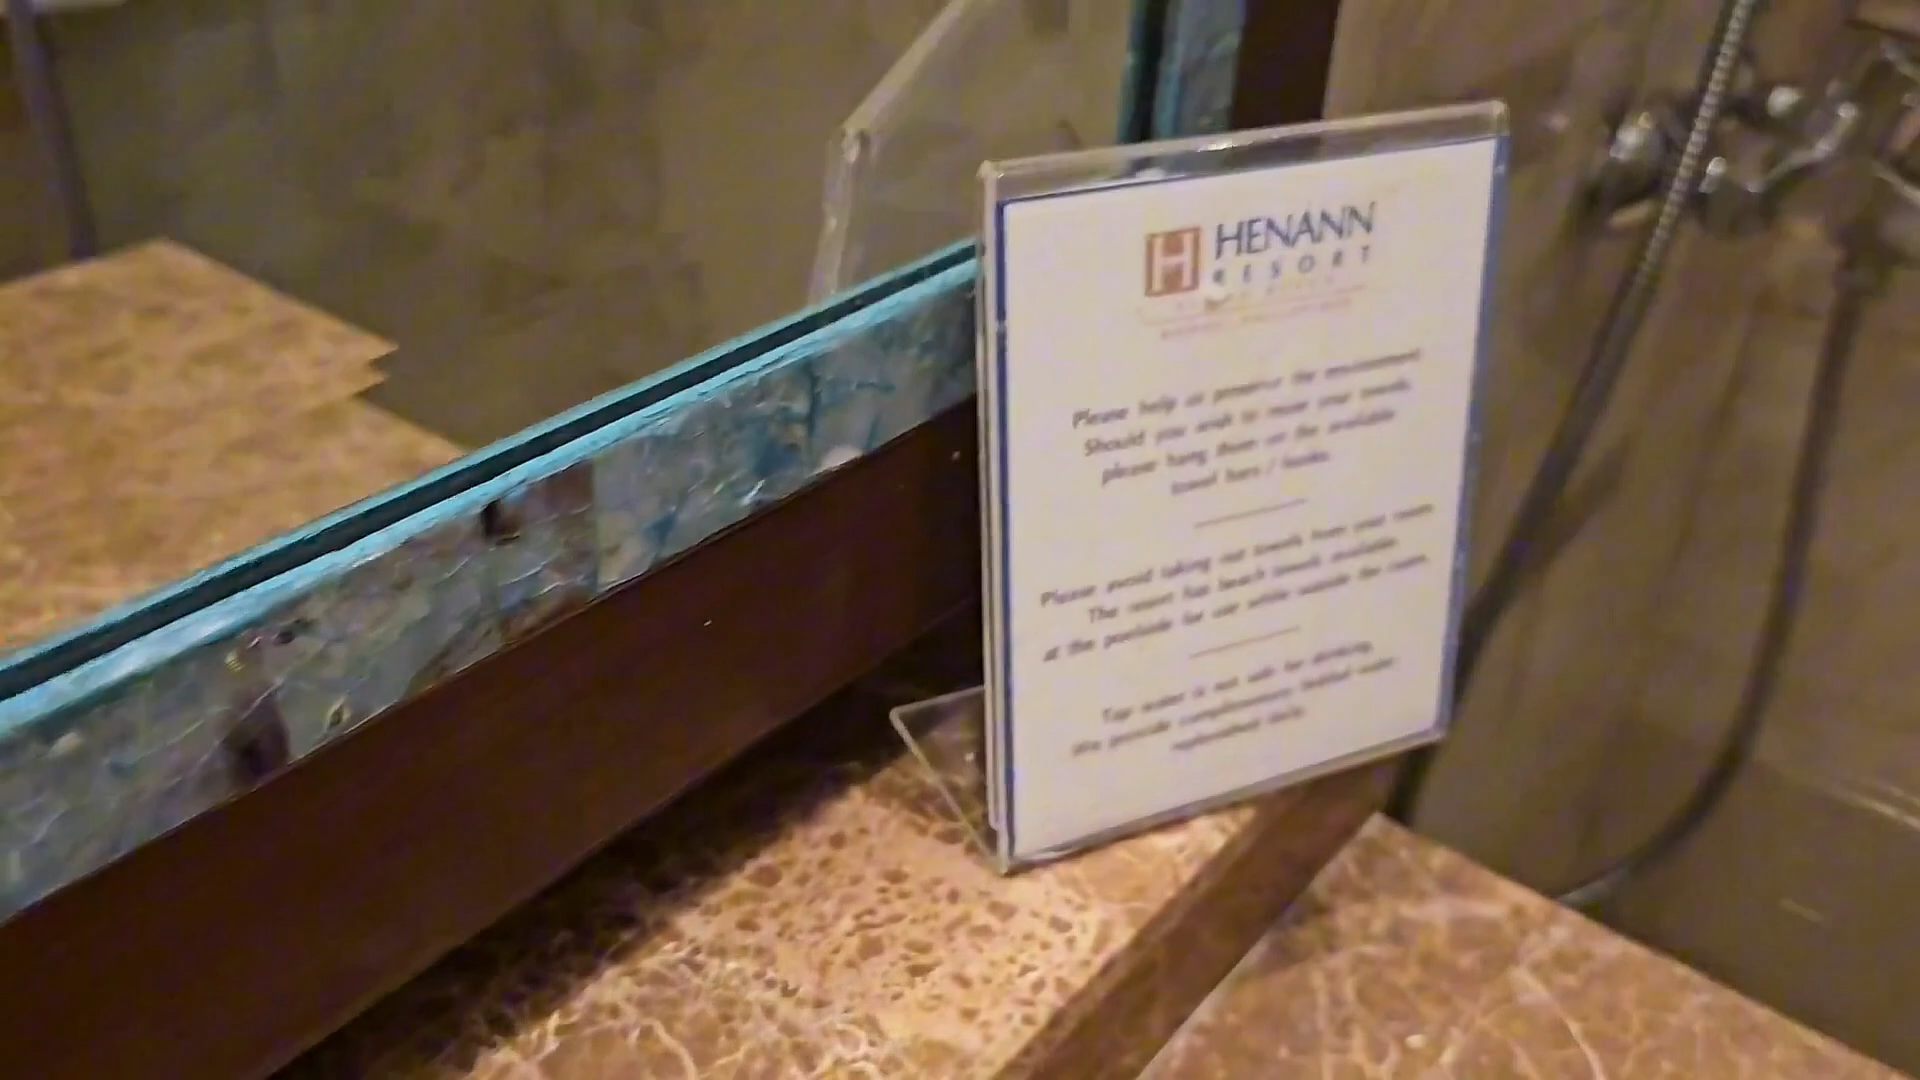 H HENANN
RESORT
Please help us preserve the environment
Should you wish to reuse your towels
please hang them on the available
towel bars / hooks.
Please avoid taking out towels from your room
The resort has beach towels available
at the poolside for use while outside the room.
Tap water is not safe for drinking.
We provide complimentary bottled water
replenished daily.